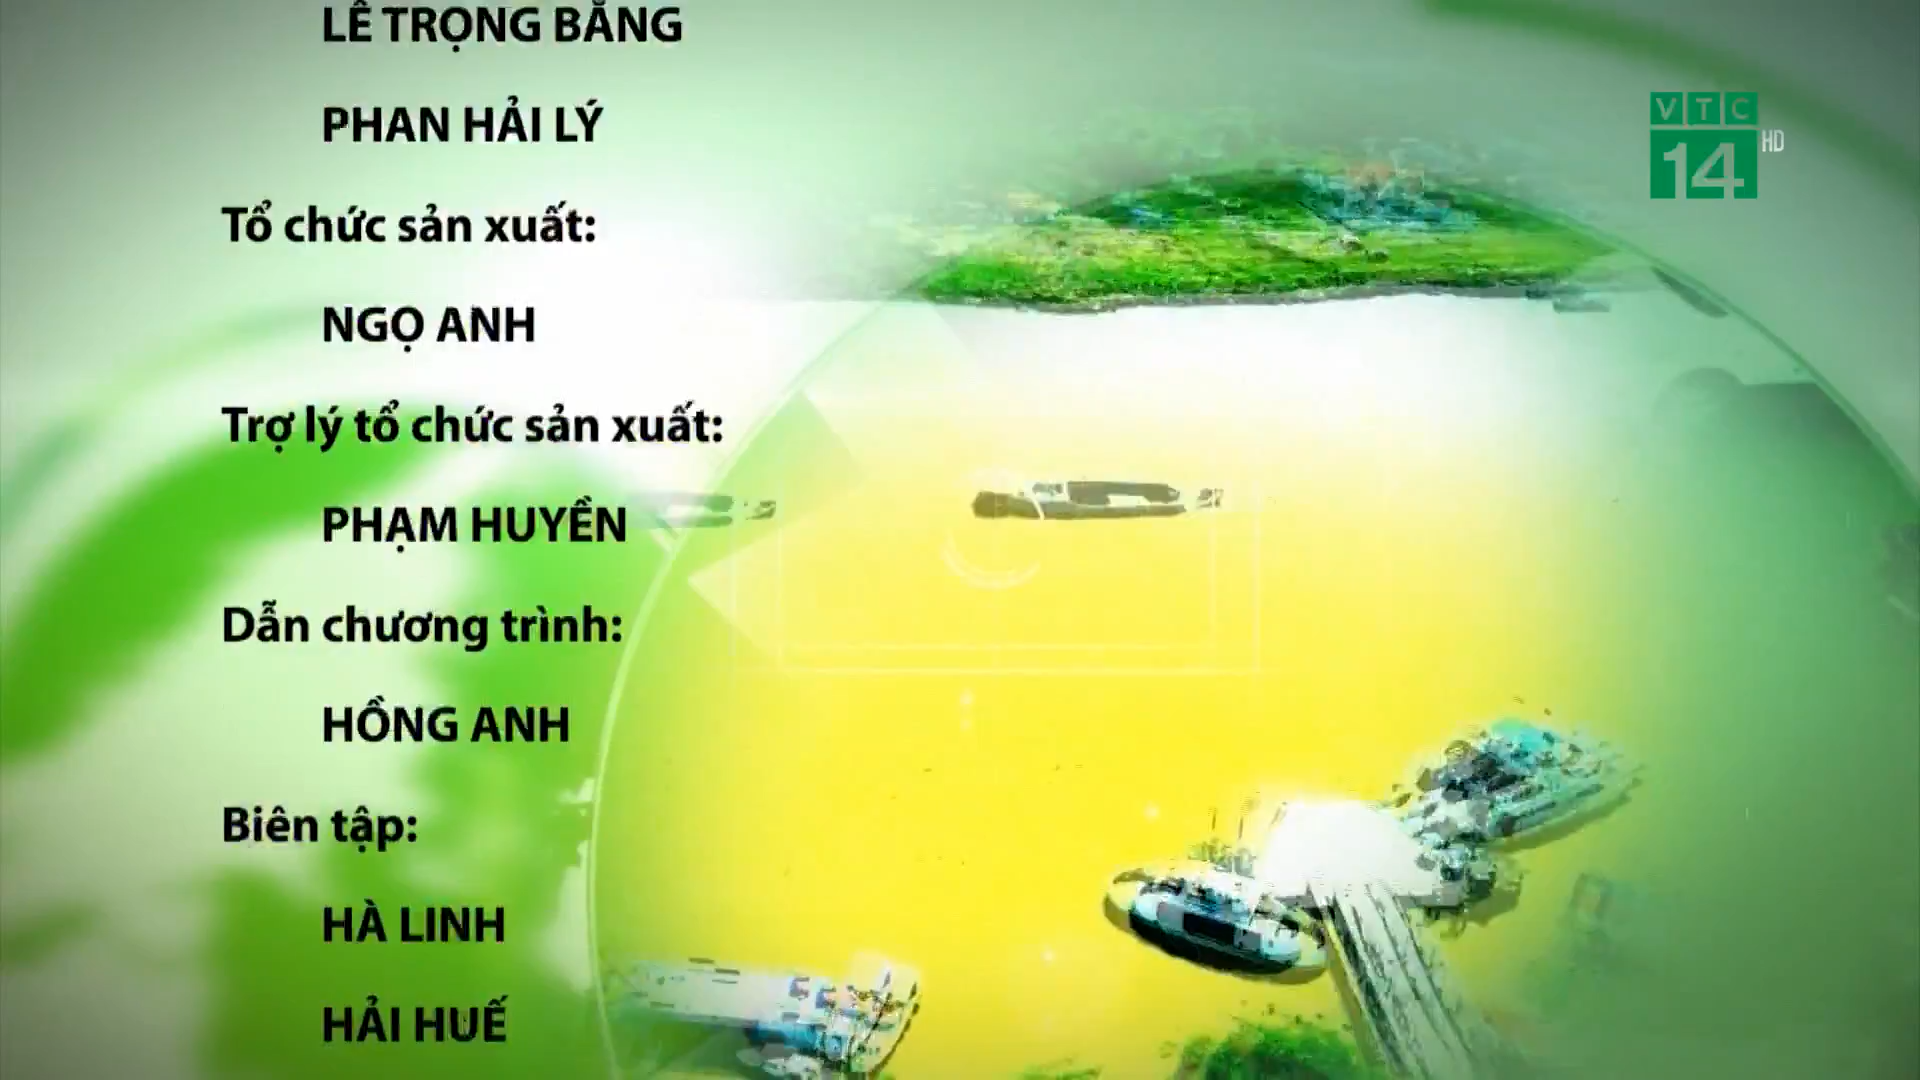 LÊ TRỌNG BẰNG
PHAN HẢI LÝ
Tổ chức sản xuất:
NGỌ ANH
Trợ lý tổ chức sản xuất:
PHẠM HUYỀN
Dẫn chương trình:
HỒNG ANH
Biên tập:
HÀ LINH
HẢI HUẾ
VTC
14
HD